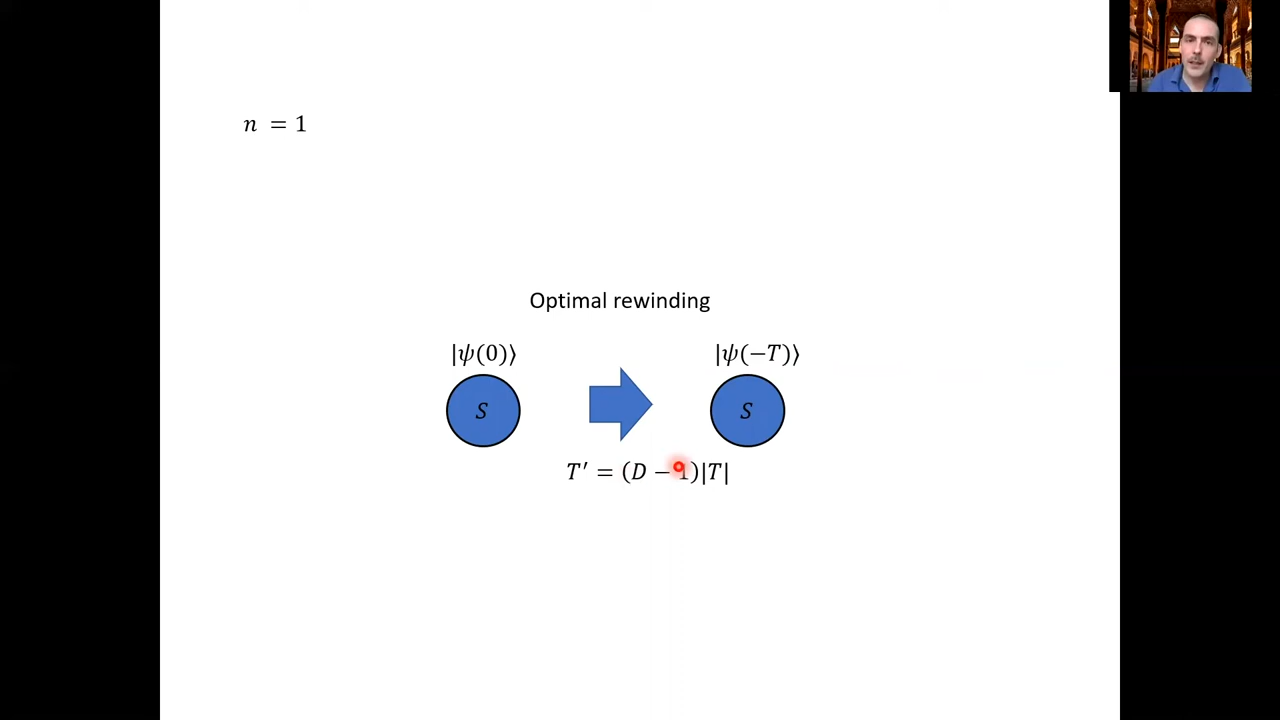 n = 1
Optimal rewinding
|ψ(0)⟩
|ψ(−T)⟩
S
S
T′ = (D − 1)|T|